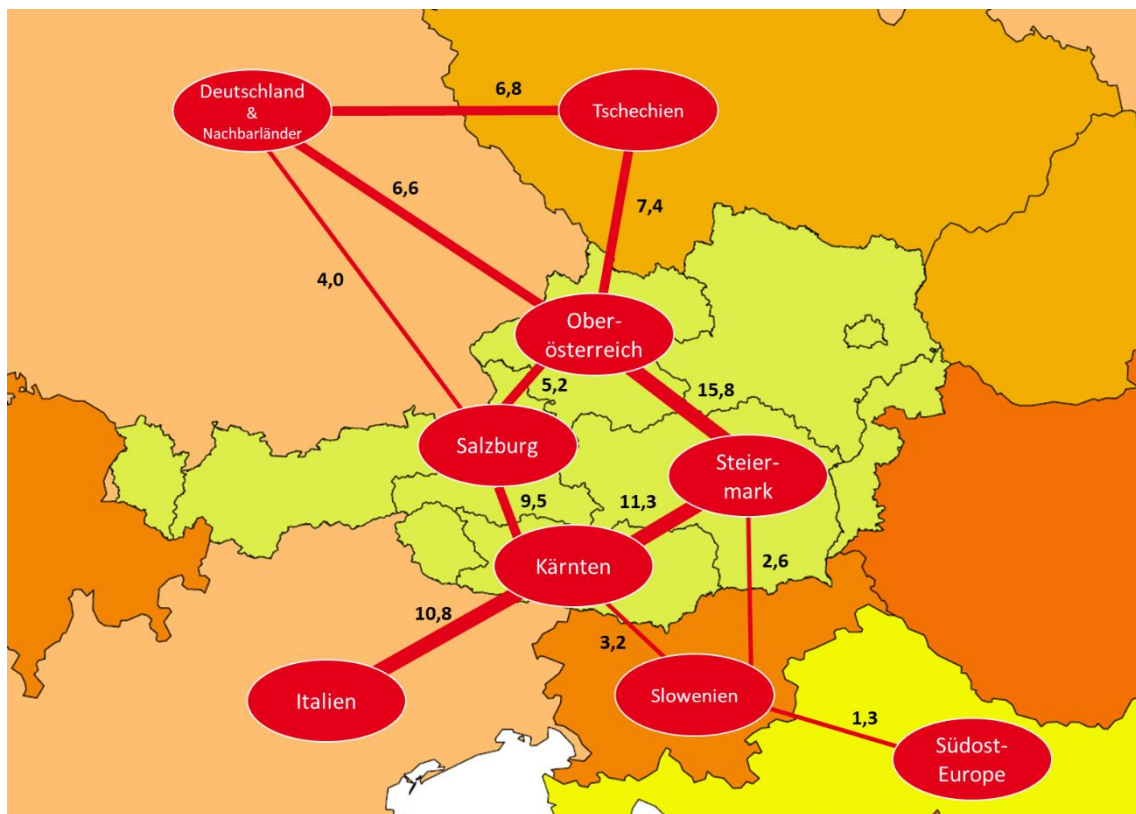 Deutschland
&
Nachbarländer
6,8
Tschechien
6,6
7,4
4,0
Ober-
österreich
5,2
15,8
Salzburg
Steier-
mark
9,5
11,3
Kärnten
2,6
10,8
3,2
Italien
Slowenien
1,3
Südost-
Europe